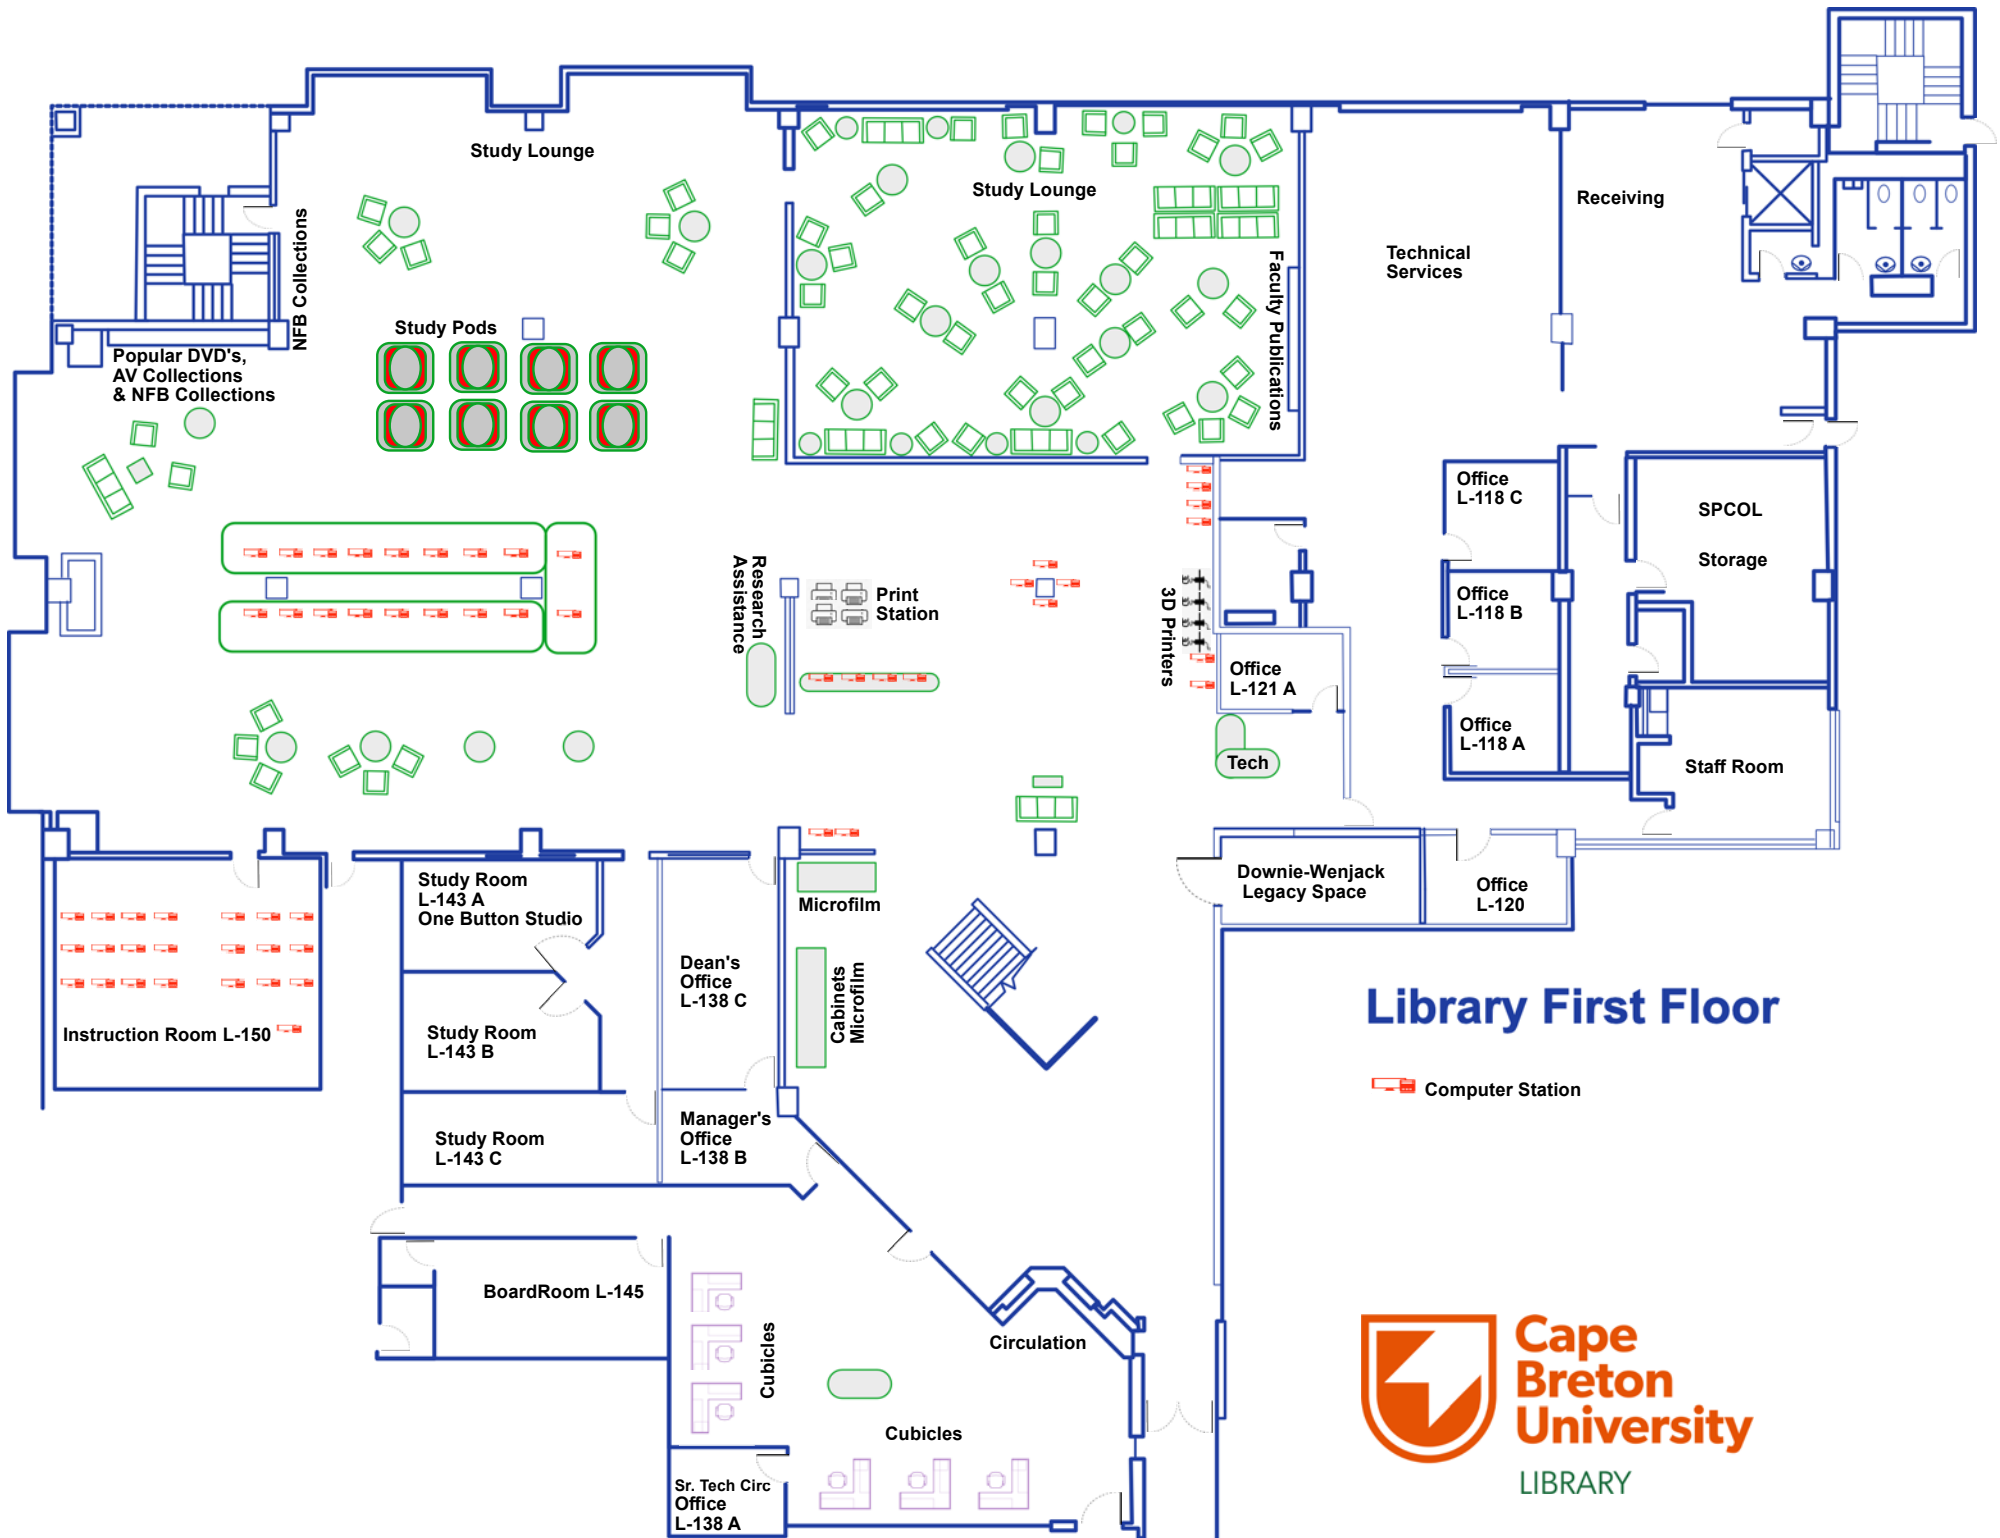 Study Lounge
Study Lounge
Receiving
NFB Collections
Technical
Services
Faculty Publications
Study Pods
Popular DVD's,
AV Collections
& NFB Collections
Office
L-118 C
SPCOL
Storage
Research
Assistance
Print
Station
3D Printers
Office
L-118 B
Office
L-121 A
Office
L-118 A
Tech
Staff Room
Study Room
L-143 A
One Button Studio
Microfilm
Downie-Wenjack
Legacy Space
Office
L-120
Dean's
Office
L-138 C
Cabinets
Microfilm
Instruction Room L-150
Study Room
L-143 B
Library First Floor
Computer Station
Study Room
L-143 C
Manager's
Office
L-138 B
BoardRoom L-145
Cubicles
Circulation
Cubicles
Sr. Tech Circ
Office
L-138 A
Cape
Breton
University
LIBRARY